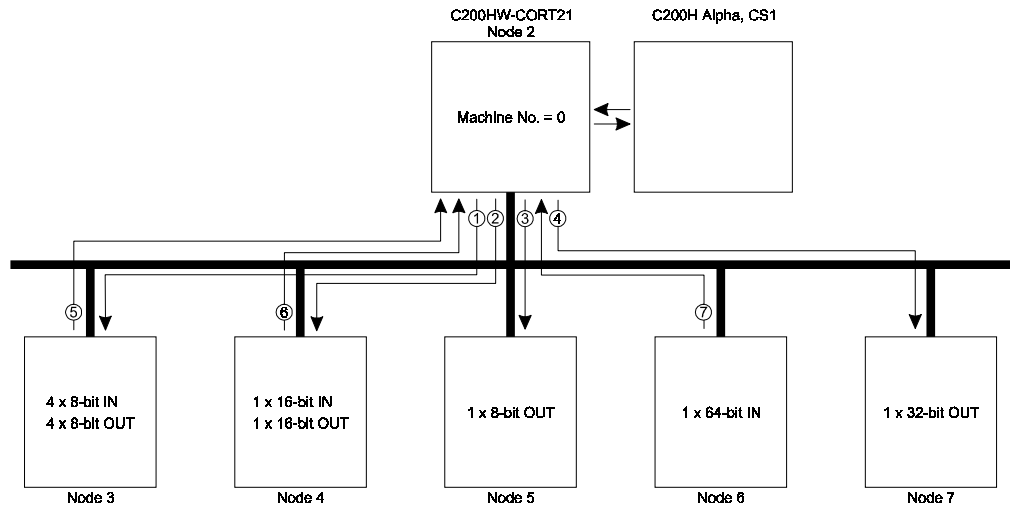 C200HW-CORT21
Node 2
C200H Alpha, CS1
Machine No. = 0
1
2
3
4
5
6
7
4 x 8-bit IN
4 x 8-bit OUT
1 x 16-bit IN
1 x 16-bit OUT
1 x 8-bit OUT
1 x 64-bit IN
1 x 32-bit OUT
Node 3
Node 4
Node 5
Node 6
Node 7